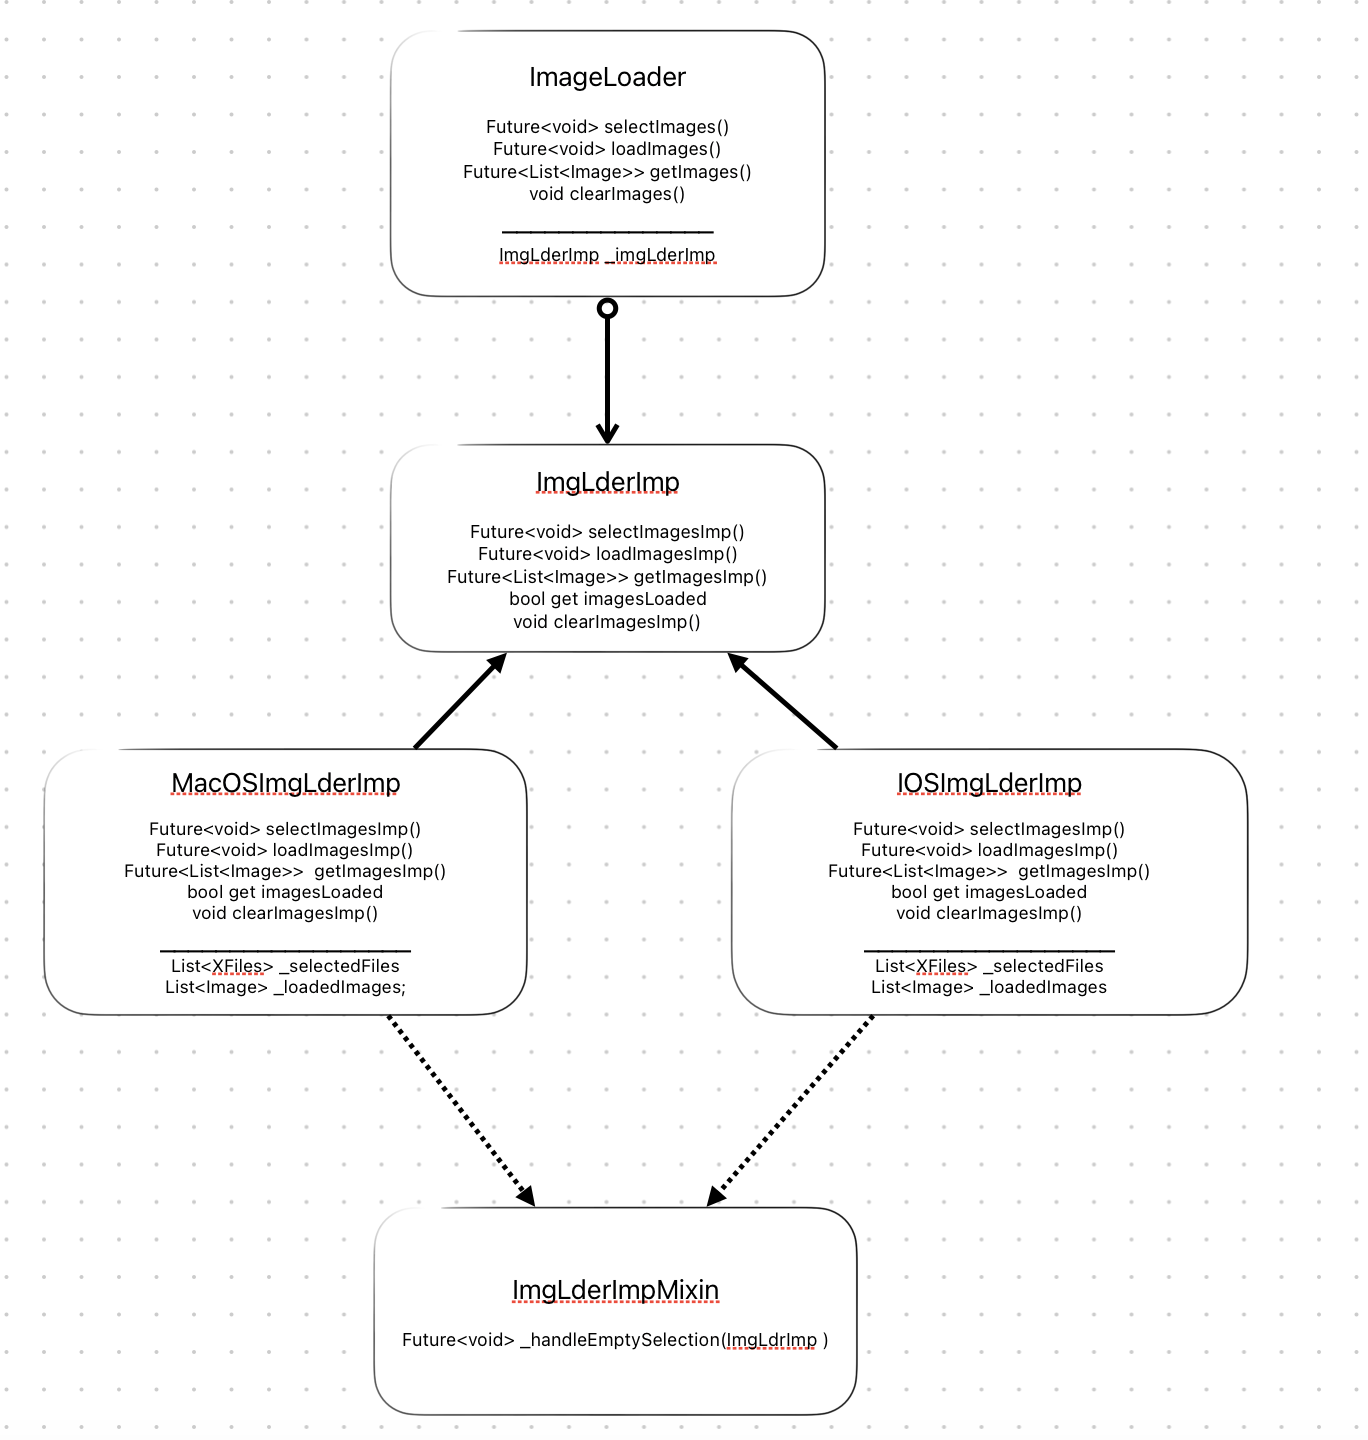 ImageLoader
Future<void> selectImages()
Future<void> loadImages()
Future<List<Image>> getImages()
void clearImages()
ImgLderImp _imgLderImp
ImgLderImp
Future<void> selectImagesImp()
Future<void> loadImagesImp()
Future<List<Image>> getImagesImp()
bool get imagesLoaded
void clearImagesImp()
MacOSImgLderImp
Future<void> selectImagesImp()
Future<void> loadImagesImp()
Future<List<Image>>  getImagesImp()
bool get imagesLoaded
void clearImagesImp()
List<XFiles> _selectedFiles
List<Image> _loadedImages;
IOSImgLderImp
Future<void> selectImagesImp()
Future<void> loadImagesImp()
Future<List<Image>>  getImagesImp()
bool get imagesLoaded
void clearImagesImp()
List<XFiles> _selectedFiles
List<Image> _loadedImages
ImgLderImpMixin
Future<void> _handleEmptySelection(ImgLdrImp )